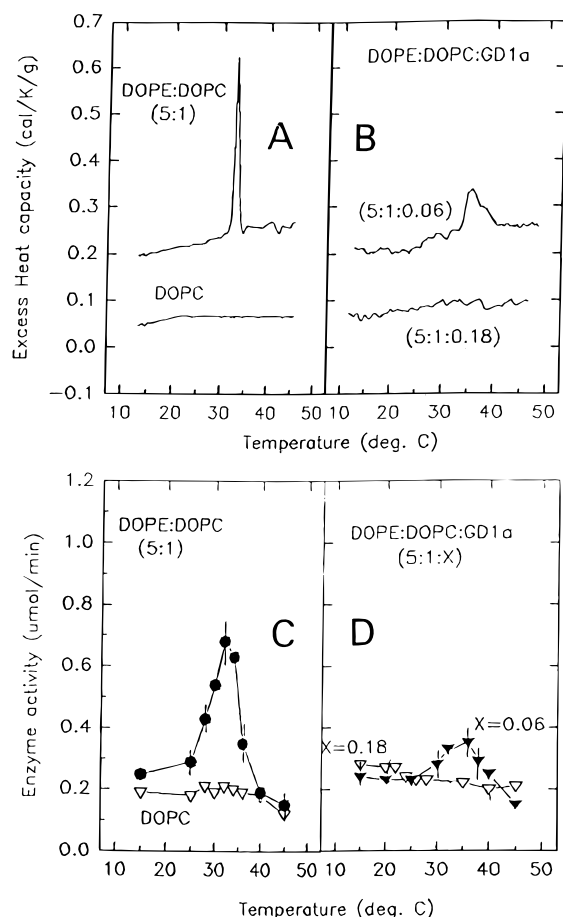 0.7
0.6
0.5
0.4
0.3
0.2
0.1
0.0
−0.1
Excess Heat capacity (cal/K/g)
DOPE:DOPC
(5:1)
A
DOPC
DOPE:DOPC:GD1a
B
(5:1:0.06)
(5:1:0.18)
10 20 30 40 50
10 20 30 40 50
Temperature (deg. C)
1.2
1.0
0.8
0.6
0.4
0.2
0.0
Enzyme activity (umol/min)
DOPE:DOPC
(5:1)
C
DOPC
DOPE:DOPC:GD1a
(5:1:X)
D
X=0.18
X=0.06
10 20 30 40 50
10 20 30 40 50
Temperature (deg. C)